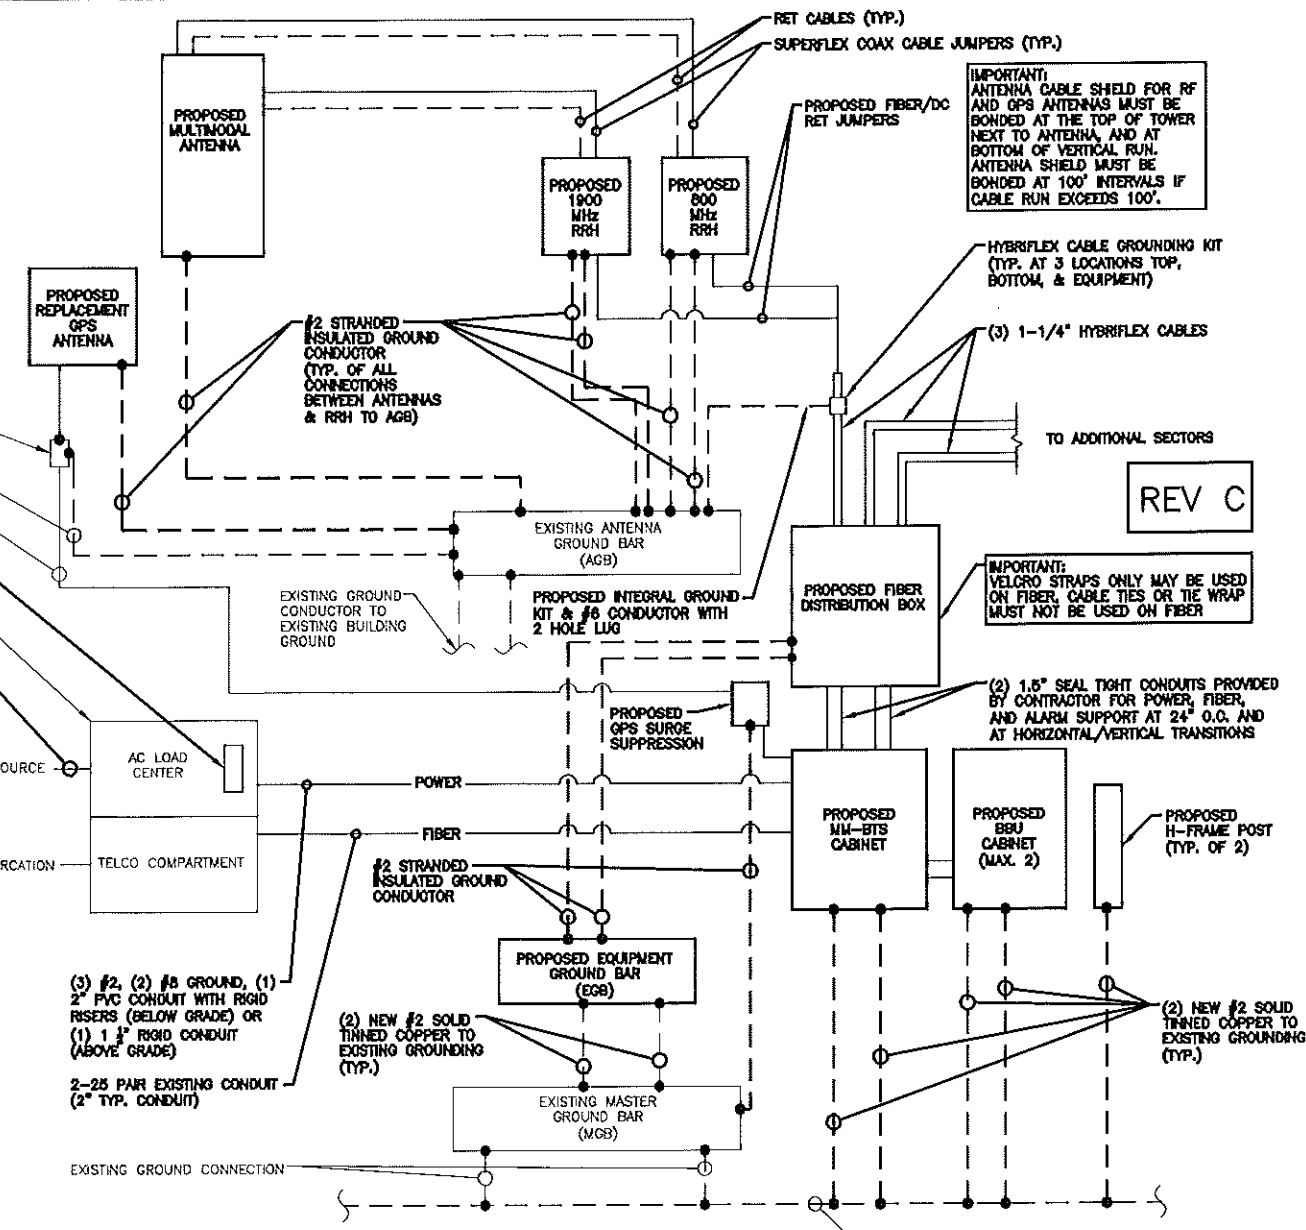 RET CABLES (TYP.)
SUPERFLEX COAX CABLE JUMPERS (TYP.)
PROPOSED
MULTIMODAL
ANTENNA
PROPOSED FIBER/DC
RET JUMPERS
IMPORTANT:
ANTENNA CABLE SHIELD FOR RF
AND GPS ANTENNAS MUST BE
BONDED AT THE TOP OF TOWER
NEXT TO ANTENNA, AND AT
BOTTOM OF VERTICAL RUN.
ANTENNA SHIELD MUST BE
BONDED AT 100' INTERVALS IF
CABLE RUN EXCEEDS 100'.
PROPOSED
1900
MHz
RRH
PROPOSED
800
MHz
RRH
HYBRIFLEX CABLE GROUNDING KIT
(TYP. AT 3 LOCATIONS TOP,
BOTTOM, & EQUIPMENT)
PROPOSED
REPLACEMENT
GPS
ANTENNA
#2 STRANDED
INSULATED GROUND
CONDUCTOR
(TYP. OF ALL
CONNECTIONS
BETWEEN ANTENNAS
& RRH TO AGB)
(3) 1-1/4" HYBRIFLEX CABLES
TO ADDITIONAL SECTORS
REV C
EXISTING ANTENNA
GROUND BAR
(AGB)
EXISTING GROUND
CONDUCTOR TO
EXISTING BUILDING
GROUND
PROPOSED INTEGRAL GROUND
KIT & #6 CONDUCTOR WITH
2 HOLE LUG
PROPOSED FIBER
DISTRIBUTION BOX
IMPORTANT:
VELCRO STRAPS ONLY MAY BE USED
ON FIBER, CABLE TIES OR TIE WRAP
MUST NOT BE USED ON FIBER
(2) 1.5" SEAL TIGHT CONDUITS PROVIDED
BY CONTRACTOR FOR POWER, FIBER,
AND ALARM SUPPORT AT 24" O.C. AND
AT HORIZONTAL/VERTICAL TRANSITIONS
PROPOSED
GPS SURGE
SUPPRESSION
OURCE
AC LOAD
CENTER
POWER
FIBER
RCATION
TELCO COMPARTMENT
PROPOSED
MM-BTS
CABINET
PROPOSED
BBU
CABINET
(MAX. 2)
PROPOSED
H-FRAME POST
(TYP. OF 2)
#2 STRANDED
INSULATED GROUND
CONDUCTOR
PROPOSED EQUIPMENT
GROUND BAR
(EGB)
(3) #2, (2) #8 GROUND, (1)
2" PVC CONDUIT WITH RIGID
RISERS (BELOW GRADE) OR
(1) 1 ½" RIGID CONDUIT
(ABOVE GRADE)
2-25 PAIR EXISTING CONDUIT
(2" TYP. CONDUIT)
(2) NEW #2 SOLID
TINNED COPPER TO
EXISTING GROUNDING
(TYP.)
(2) NEW #2 SOLID
TINNED COPPER TO
EXISTING GROUNDING
(TYP.)
EXISTING MASTER
GROUND BAR
(MGB)
EXISTING GROUND CONNECTION